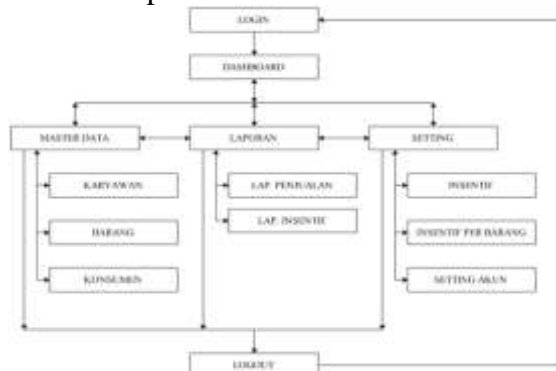 LOGIN
DASHBOARD
MASTER DATA
LAPORAN
SETTING
KARYAWAN
LAP. PENJUALAN
INSENTIF
BARANG
LAP. INSENTIF
INSENTIF PER BARANG
KONSUMEN
SETTING AKUN
LOGOUT